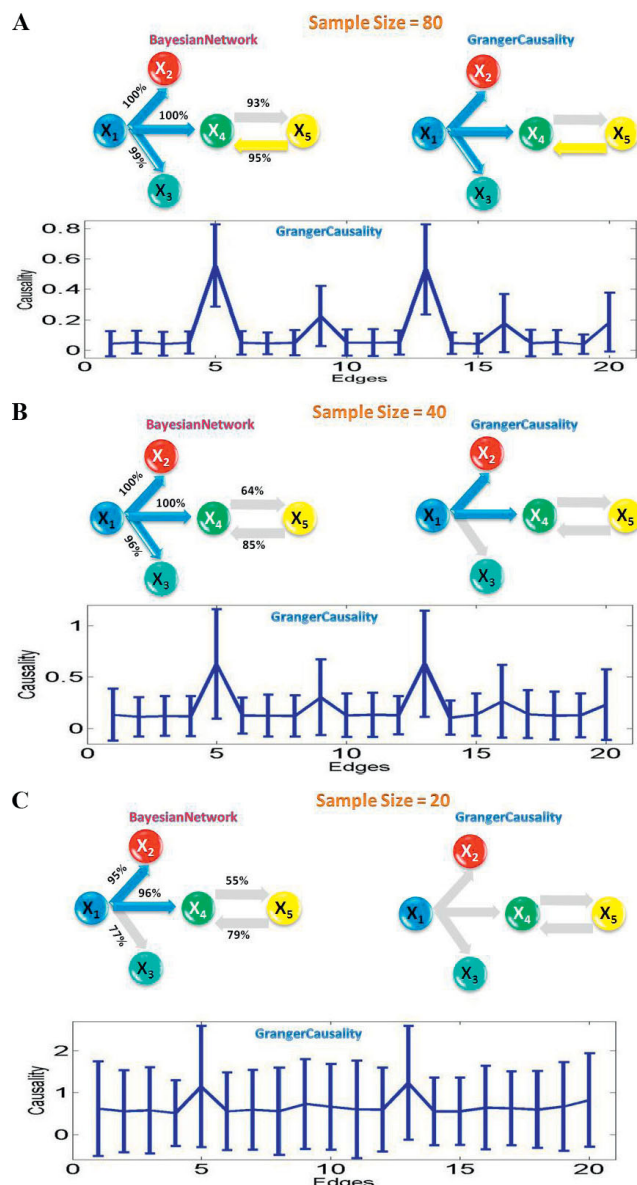 A
Sample Size = 80
BayesianNetwork
GrangerCausality
X2
X2
100%
93%
X1
100%
X4
X5
X1
X4
X5
99%
95%
X3
X3
GrangerCausality
0.8
0.6
0.4
0.2
0
Causality
0 5 10 15 20
Edges
B
Sample Size = 40
BayesianNetwork
GrangerCausality
X2
X2
100%
64%
X1
100%
X4
X5
X1
X4
X5
96%
85%
X3
X3
GrangerCausality
1
0.5
0
Causality
0 5 10 15 20
Edges
C
Sample Size = 20
BayesianNetwork
GrangerCausality
X2
X2
95%
55%
X1
96%
X4
X5
X1
X4
X5
77%
79%
X3
X3
GrangerCausality
2
1
0
Causality
0 5 10 15 20
Edges